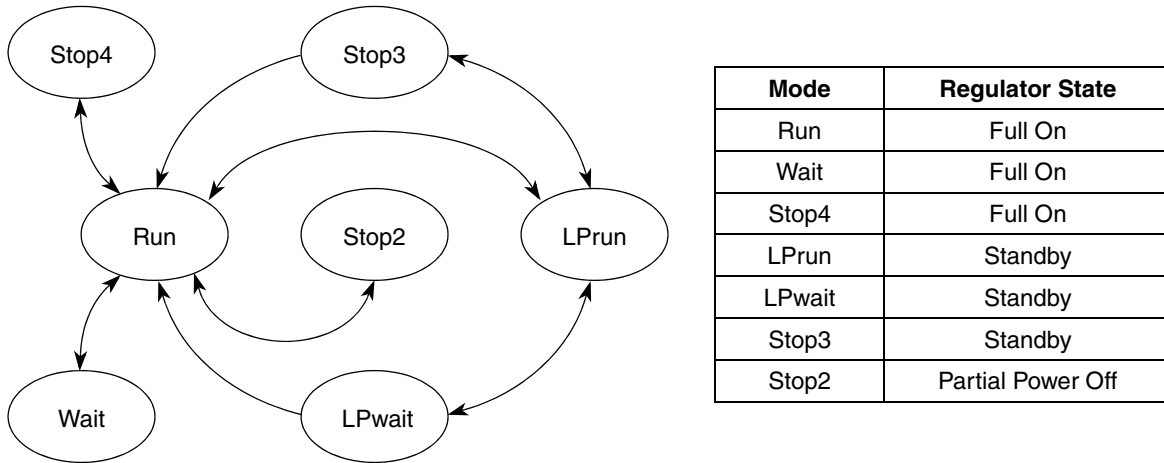 Stop4
Stop3
Run
Stop2
LPrun
Wait
LPwait
Mode Regulator State
Run Full On
Wait Full On
Stop4 Full On
LPrun Standby
LPwait Standby
Stop3 Standby
Stop2 Partial Power Off